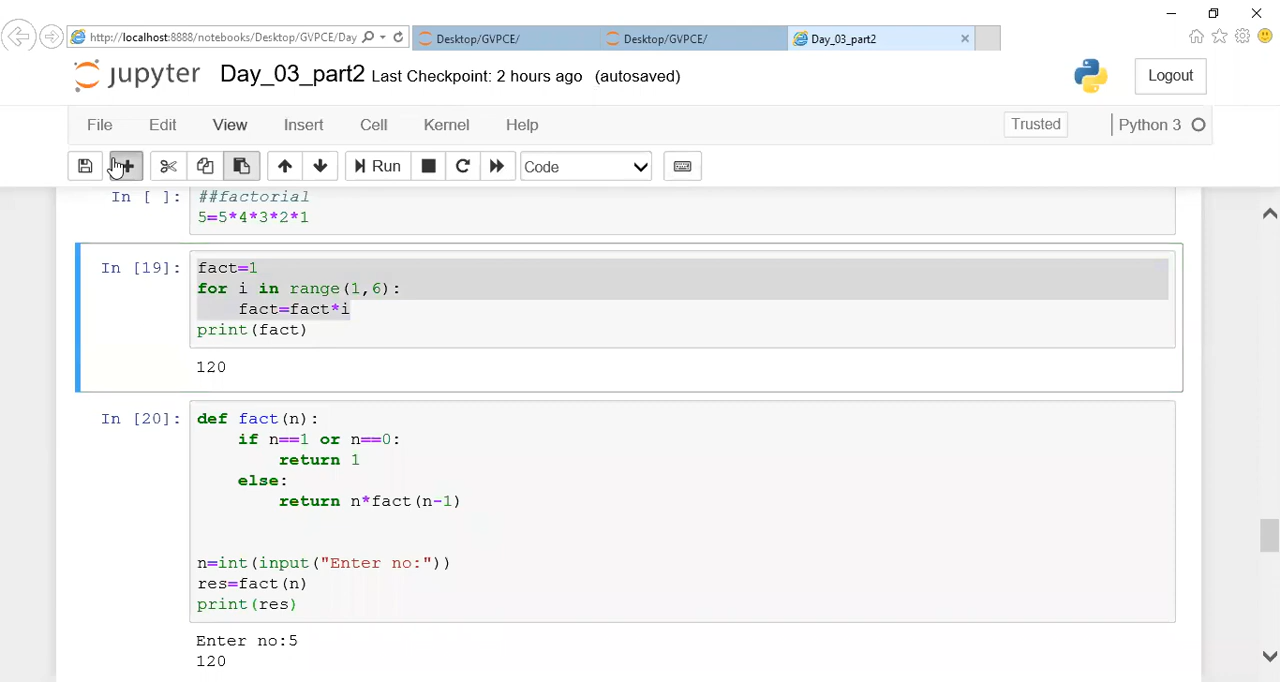 http://localhost:8888/notebooks/Desktop/GVPCE/Day
Desktop/GVPCE/
Desktop/GVPCE/
Day_03_part2
jupyter Day_03_part2 Last Checkpoint: 2 hours ago (autosaved)
Logout
File Edit View Insert Cell Kernel Help
Trusted
Python 3
Run
Code
In [ ]: ##factorial
5=5*4*3*2*1
In [19]: fact=1
for i in range(1,6):
    fact=fact*i
print(fact)
120
In [20]: def fact(n):
    if n==1 or n==0:
        return 1
    else:
        return n*fact(n-1)
n=int(input("Enter no:"))
res=fact(n)
print(res)
Enter no:5
120